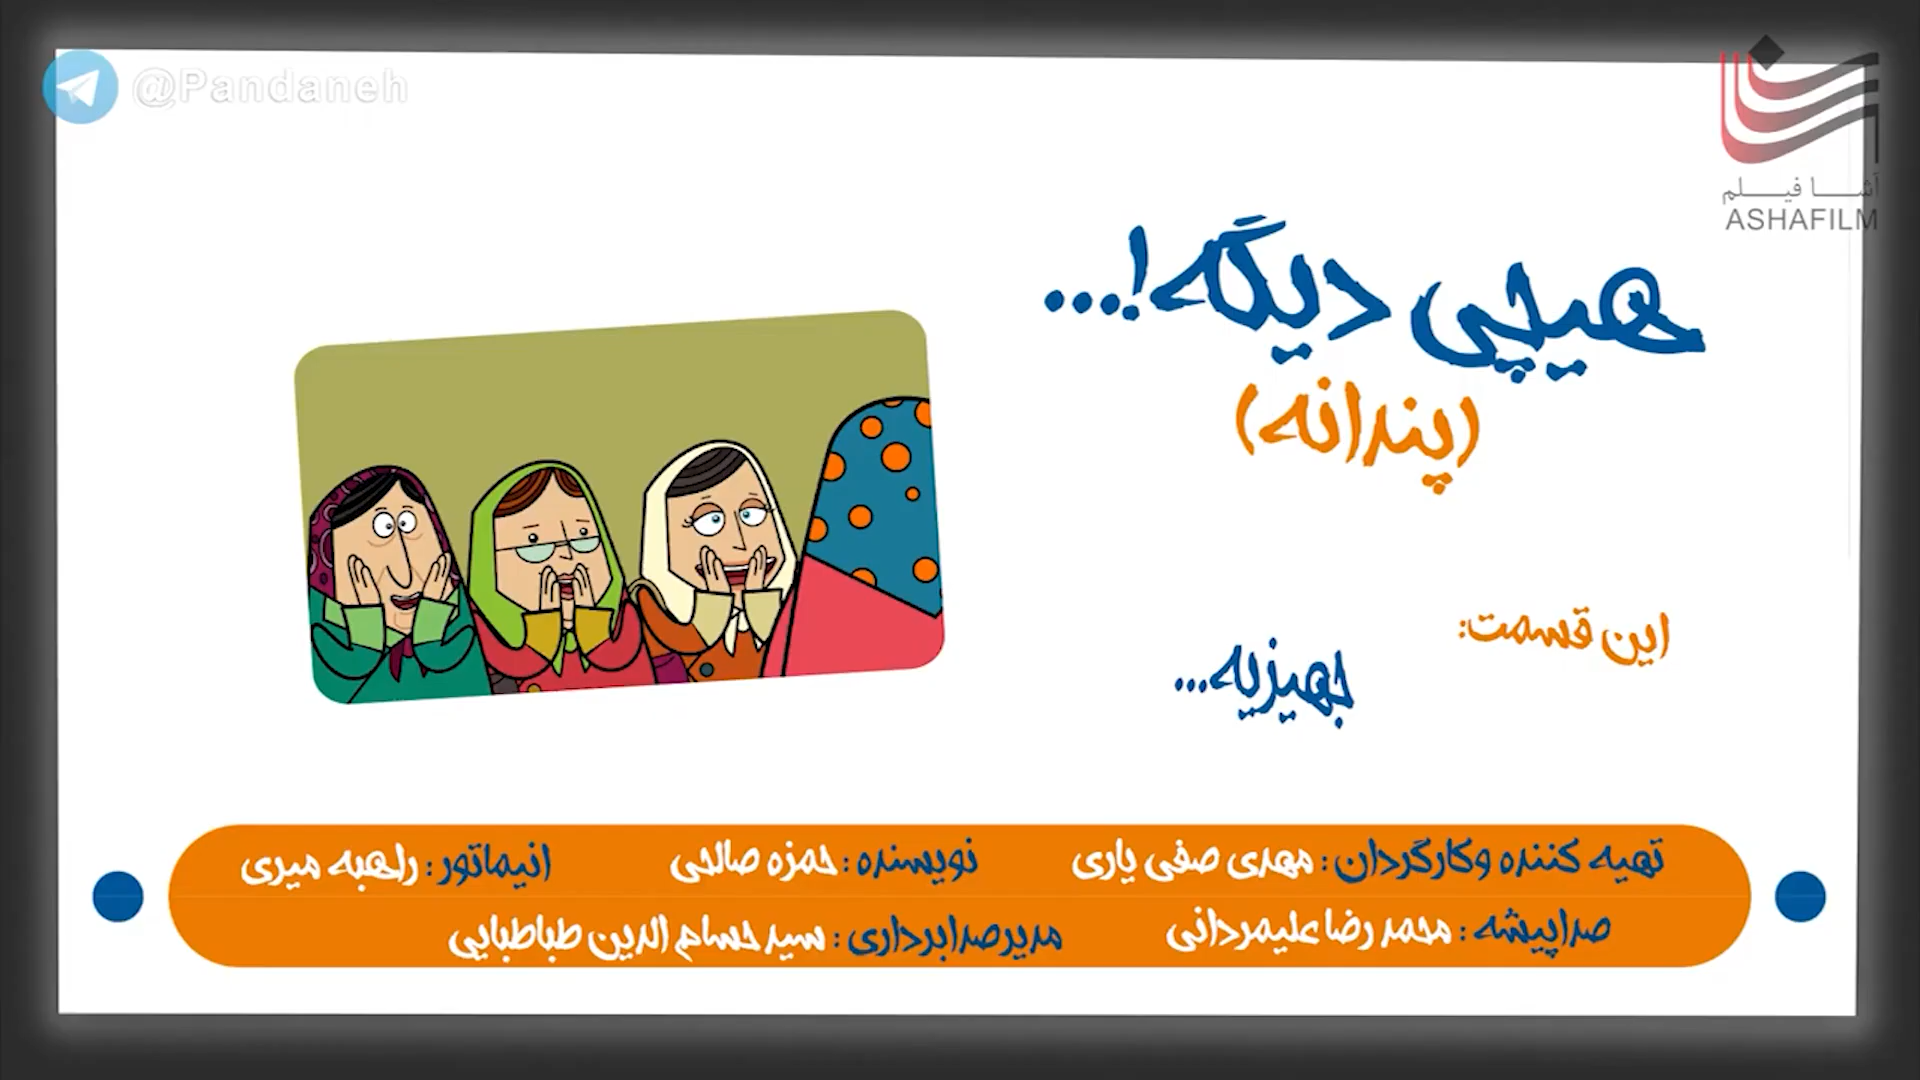 @Pandaneh
آشا فیلم
ASHAFILM
هیچی دیگه!...
(پندانه)
این قسمت:
جهیزیه...
تهیه کننده وکارگردان : مهدی صفی یاری
نویسنده : حمزه صالحی
انیماتور : راهبه میری
صداپیشه : محمد رضا علیمردانی
مدیرصدابرداری : سید حسام الدین طباطبایی